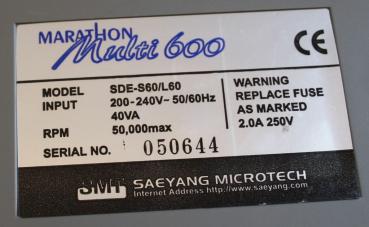 MARATHON
Multi 600
CE
MODEL SDE-S60/L60
INPUT 200-240V~ 50/60Hz
40VA
RPM 50,000max
SERIAL NO. 050644
WARNING
REPLACE FUSE
AS MARKED
2.0A 250V
SMT SAEYANG MICROTECH
Internet Address http://www.saeyang.com